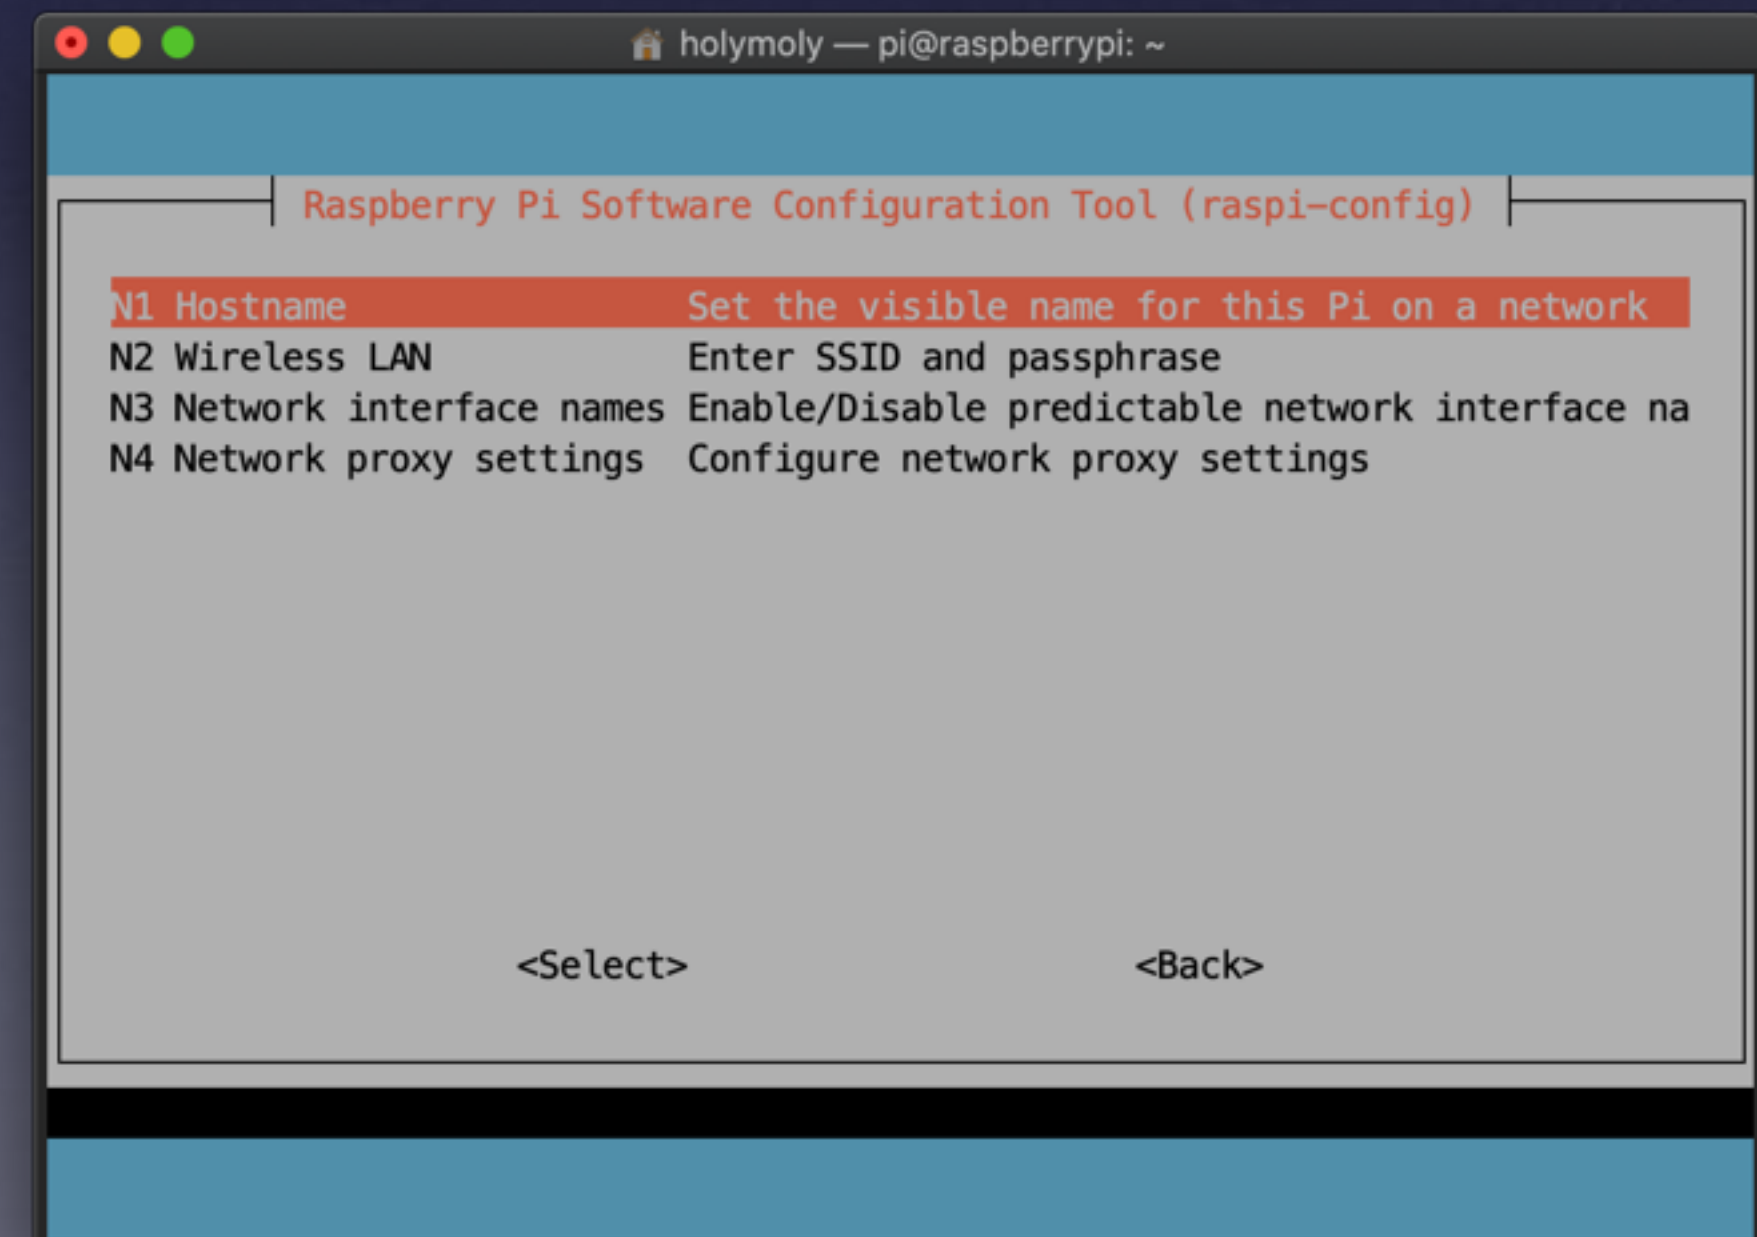 holymoly — pi@raspberrypi: ~
Raspberry Pi Software Configuration Tool (raspi-config)
N1 Hostname Set the visible name for this Pi on a network
N2 Wireless LAN Enter SSID and passphrase
N3 Network interface names Enable/Disable predictable network interface na
N4 Network proxy settings Configure network proxy settings
<Select> <Back>